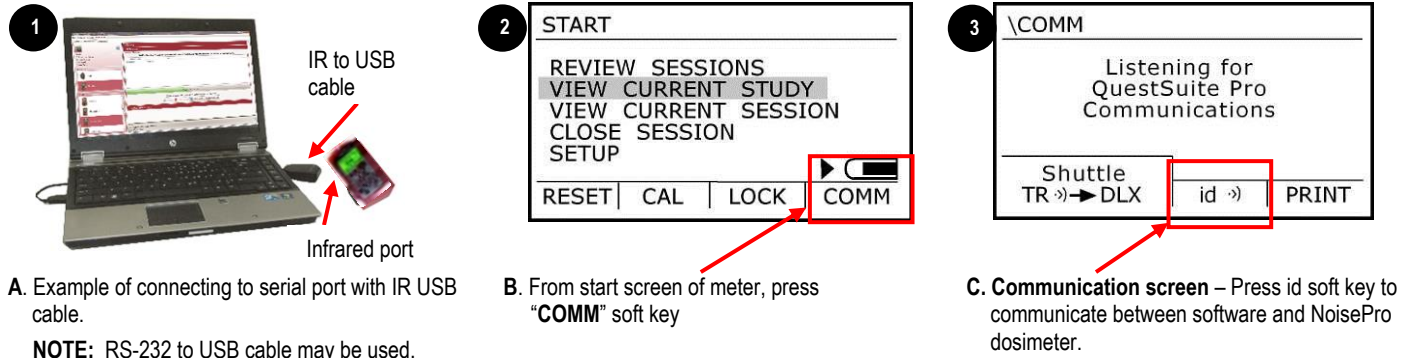 1
IR to USB
cable
Infrared port
A. Example of connecting to serial port with IR USB
cable.
NOTE: RS-232 to USB cable may be used.
2
START
REVIEW SESSIONS
VIEW CURRENT STUDY
VIEW CURRENT SESSION
CLOSE SESSION
SETUP
RESET CAL LOCK COMM
B. From start screen of meter, press
“COMM” soft key
3
\COMM
Listening for
QuestSuite Pro
Communications
Shuttle
TR ➔ DLX id PRINT
C. Communication screen – Press id soft key to
communicate between software and NoisePro
dosimeter.